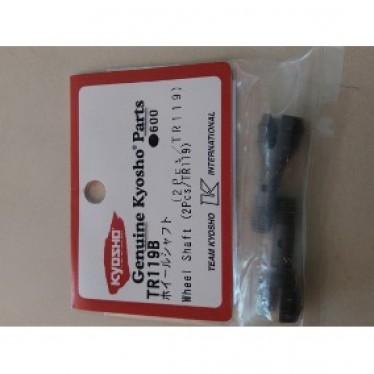 KYOSHO
Genuine Kyosho® Parts
●600
TR119B
ホイールシャフト
(2Pcs/TR119)
Wheel Shaft (2Pcs/TR119)
TEAM KYOSHO K INTERNATIONAL